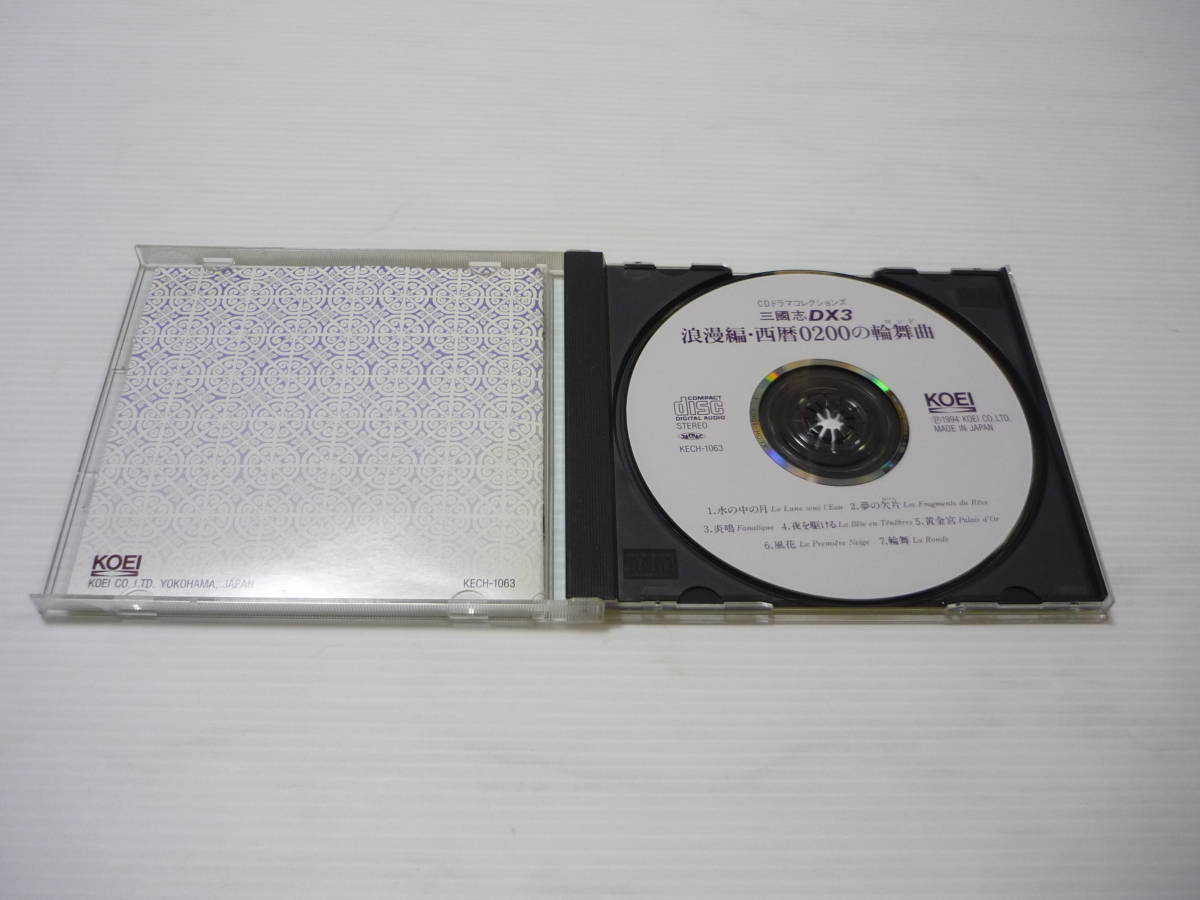 KOEI
KOEI CO.,LTD. YOKOHAMA, JAPAN
KECH-1063
CDドラマコレクションズ
三國志DX3
ロンド
浪漫編・西暦0200の輪舞曲
COMPACT
disc
DIGITAL AUDIO
STEREO
KECH-1063
KOEI
Ⓟ1994 KOEI CO.,LTD.
MADE IN JAPAN
1.水の中の月 La Lune sous l'Eau 2.夢の欠片 Les Fragments du Rêve
3.炎鳴 Fanatique 4.夜を駆ける La Bête en Ténèbres 5.黄金宮 Palais d'Or
6.風花 La Première Neige 7.輪舞 La Ronde